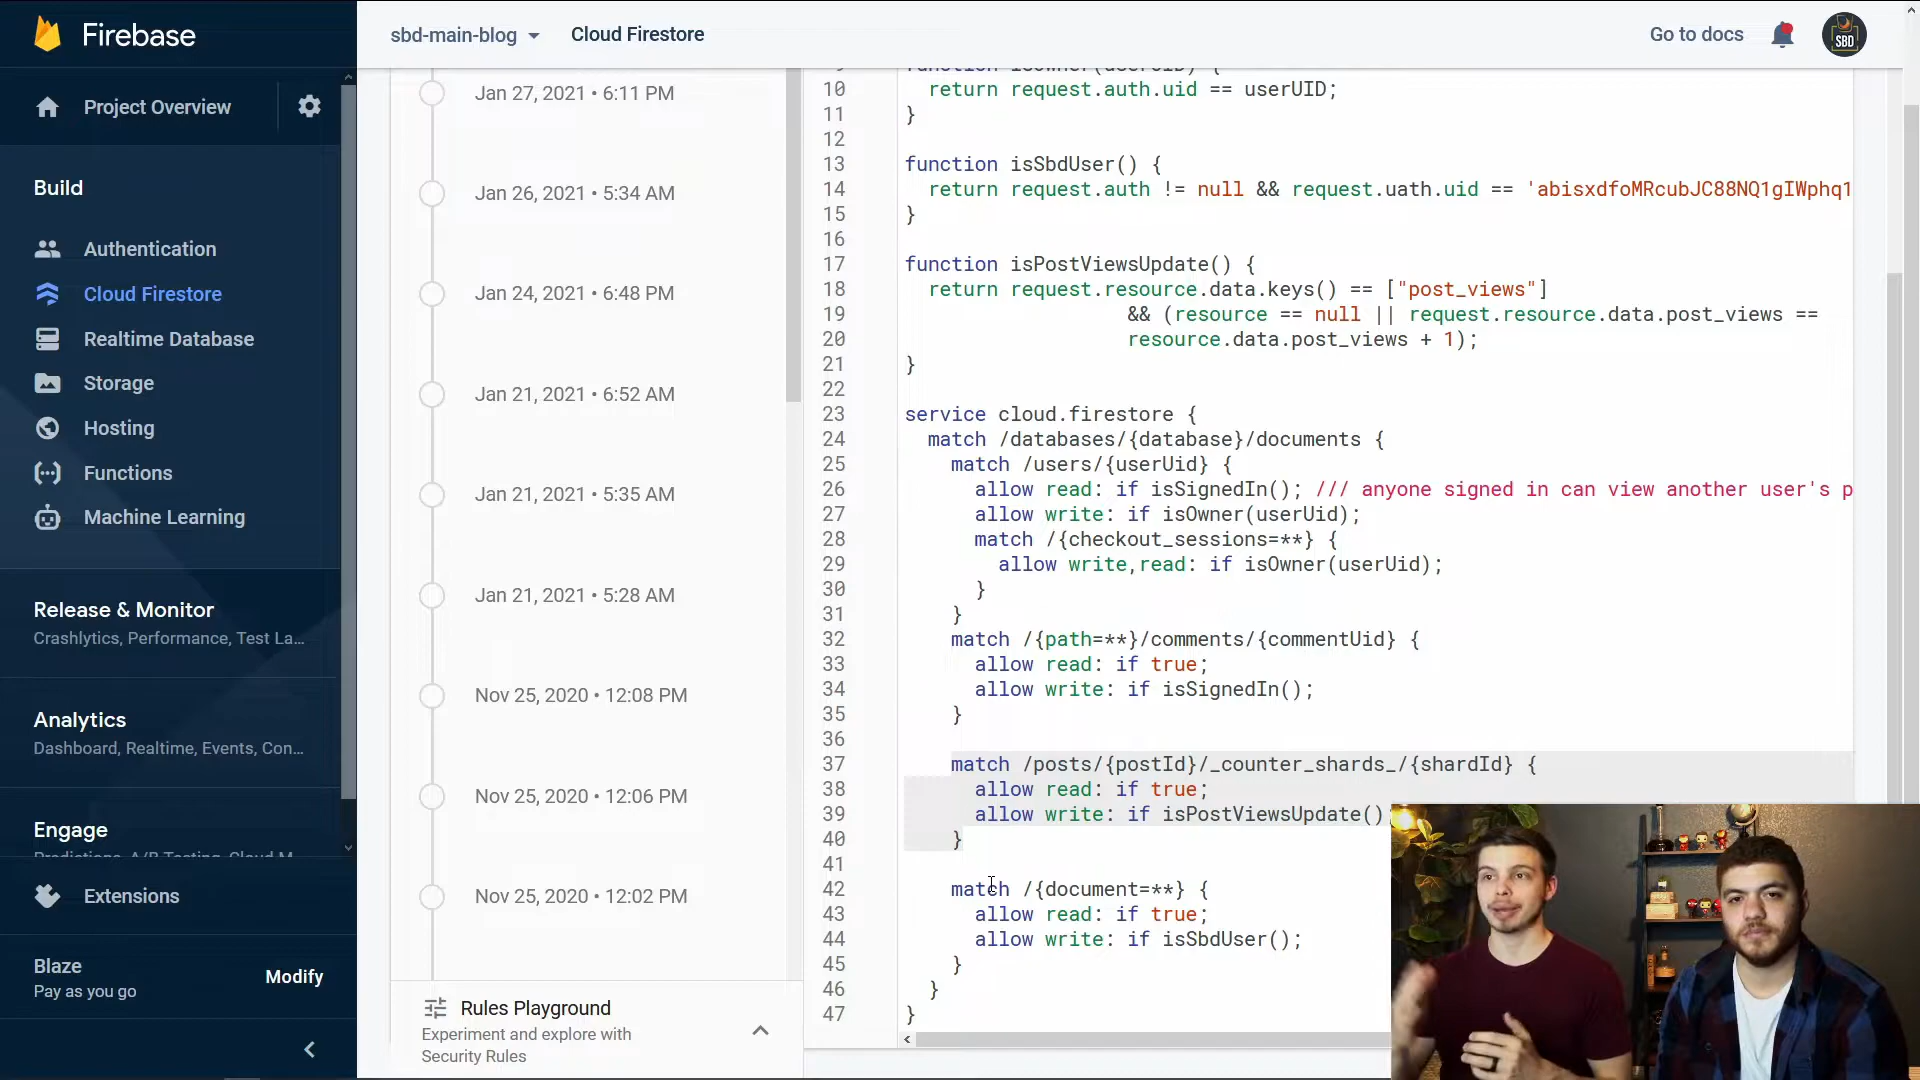 Firebase
sbd-main-blog
Cloud Firestore
Go to docs
SBD
Project Overview
Build
Authentication
Cloud Firestore
Realtime Database
Storage
Hosting
Functions
Machine Learning
Release & Monitor
Crashlytics, Performance, Test La...
Analytics
Dashboard, Realtime, Events, Con...
Engage
Predictions, A/B Testing, Cloud M...
Extensions
Blaze
Pay as you go
Modify
Jan 27, 2021 • 6:11 PM
Jan 26, 2021 • 5:34 AM
Jan 24, 2021 • 6:48 PM
Jan 21, 2021 • 6:52 AM
Jan 21, 2021 • 5:35 AM
Jan 21, 2021 • 5:28 AM
Nov 25, 2020 • 12:08 PM
Nov 25, 2020 • 12:06 PM
Nov 25, 2020 • 12:02 PM
Rules Playground
Experiment and explore with
Security Rules
9 function isOwner(userUID) {
10 return request.auth.uid == userUID;
11 }
12
13 function isSbdUser() {
14 return request.auth != null && request.uath.uid == 'abisxdfoMRcubJC88NQ1gIWphq1
15 }
16
17 function isPostViewsUpdate() {
18 return request.resource.data.keys() == ["post_views"]
19 && (resource == null || request.resource.data.post_views ==
20 resource.data.post_views + 1);
21 }
22
23 service cloud.firestore {
24 match /databases/{database}/documents {
25 match /users/{userUid} {
26 allow read: if isSignedIn(); /// anyone signed in can view another user's p
27 allow write: if isOwner(userUid);
28 match /{checkout_sessions=**} {
29 allow write,read: if isOwner(userUid);
30 }
31 }
32 match /{path=**}/comments/{commentUid} {
33 allow read: if true;
34 allow write: if isSignedIn();
35 }
36
37 match /posts/{postId}/_counter_shards_/{shardId} {
38 allow read: if true;
39 allow write: if isPostViewsUpdate();
40 }
41
42 match /{document=**} {
43 allow read: if true;
44 allow write: if isSbdUser();
45 }
46 }
47 }